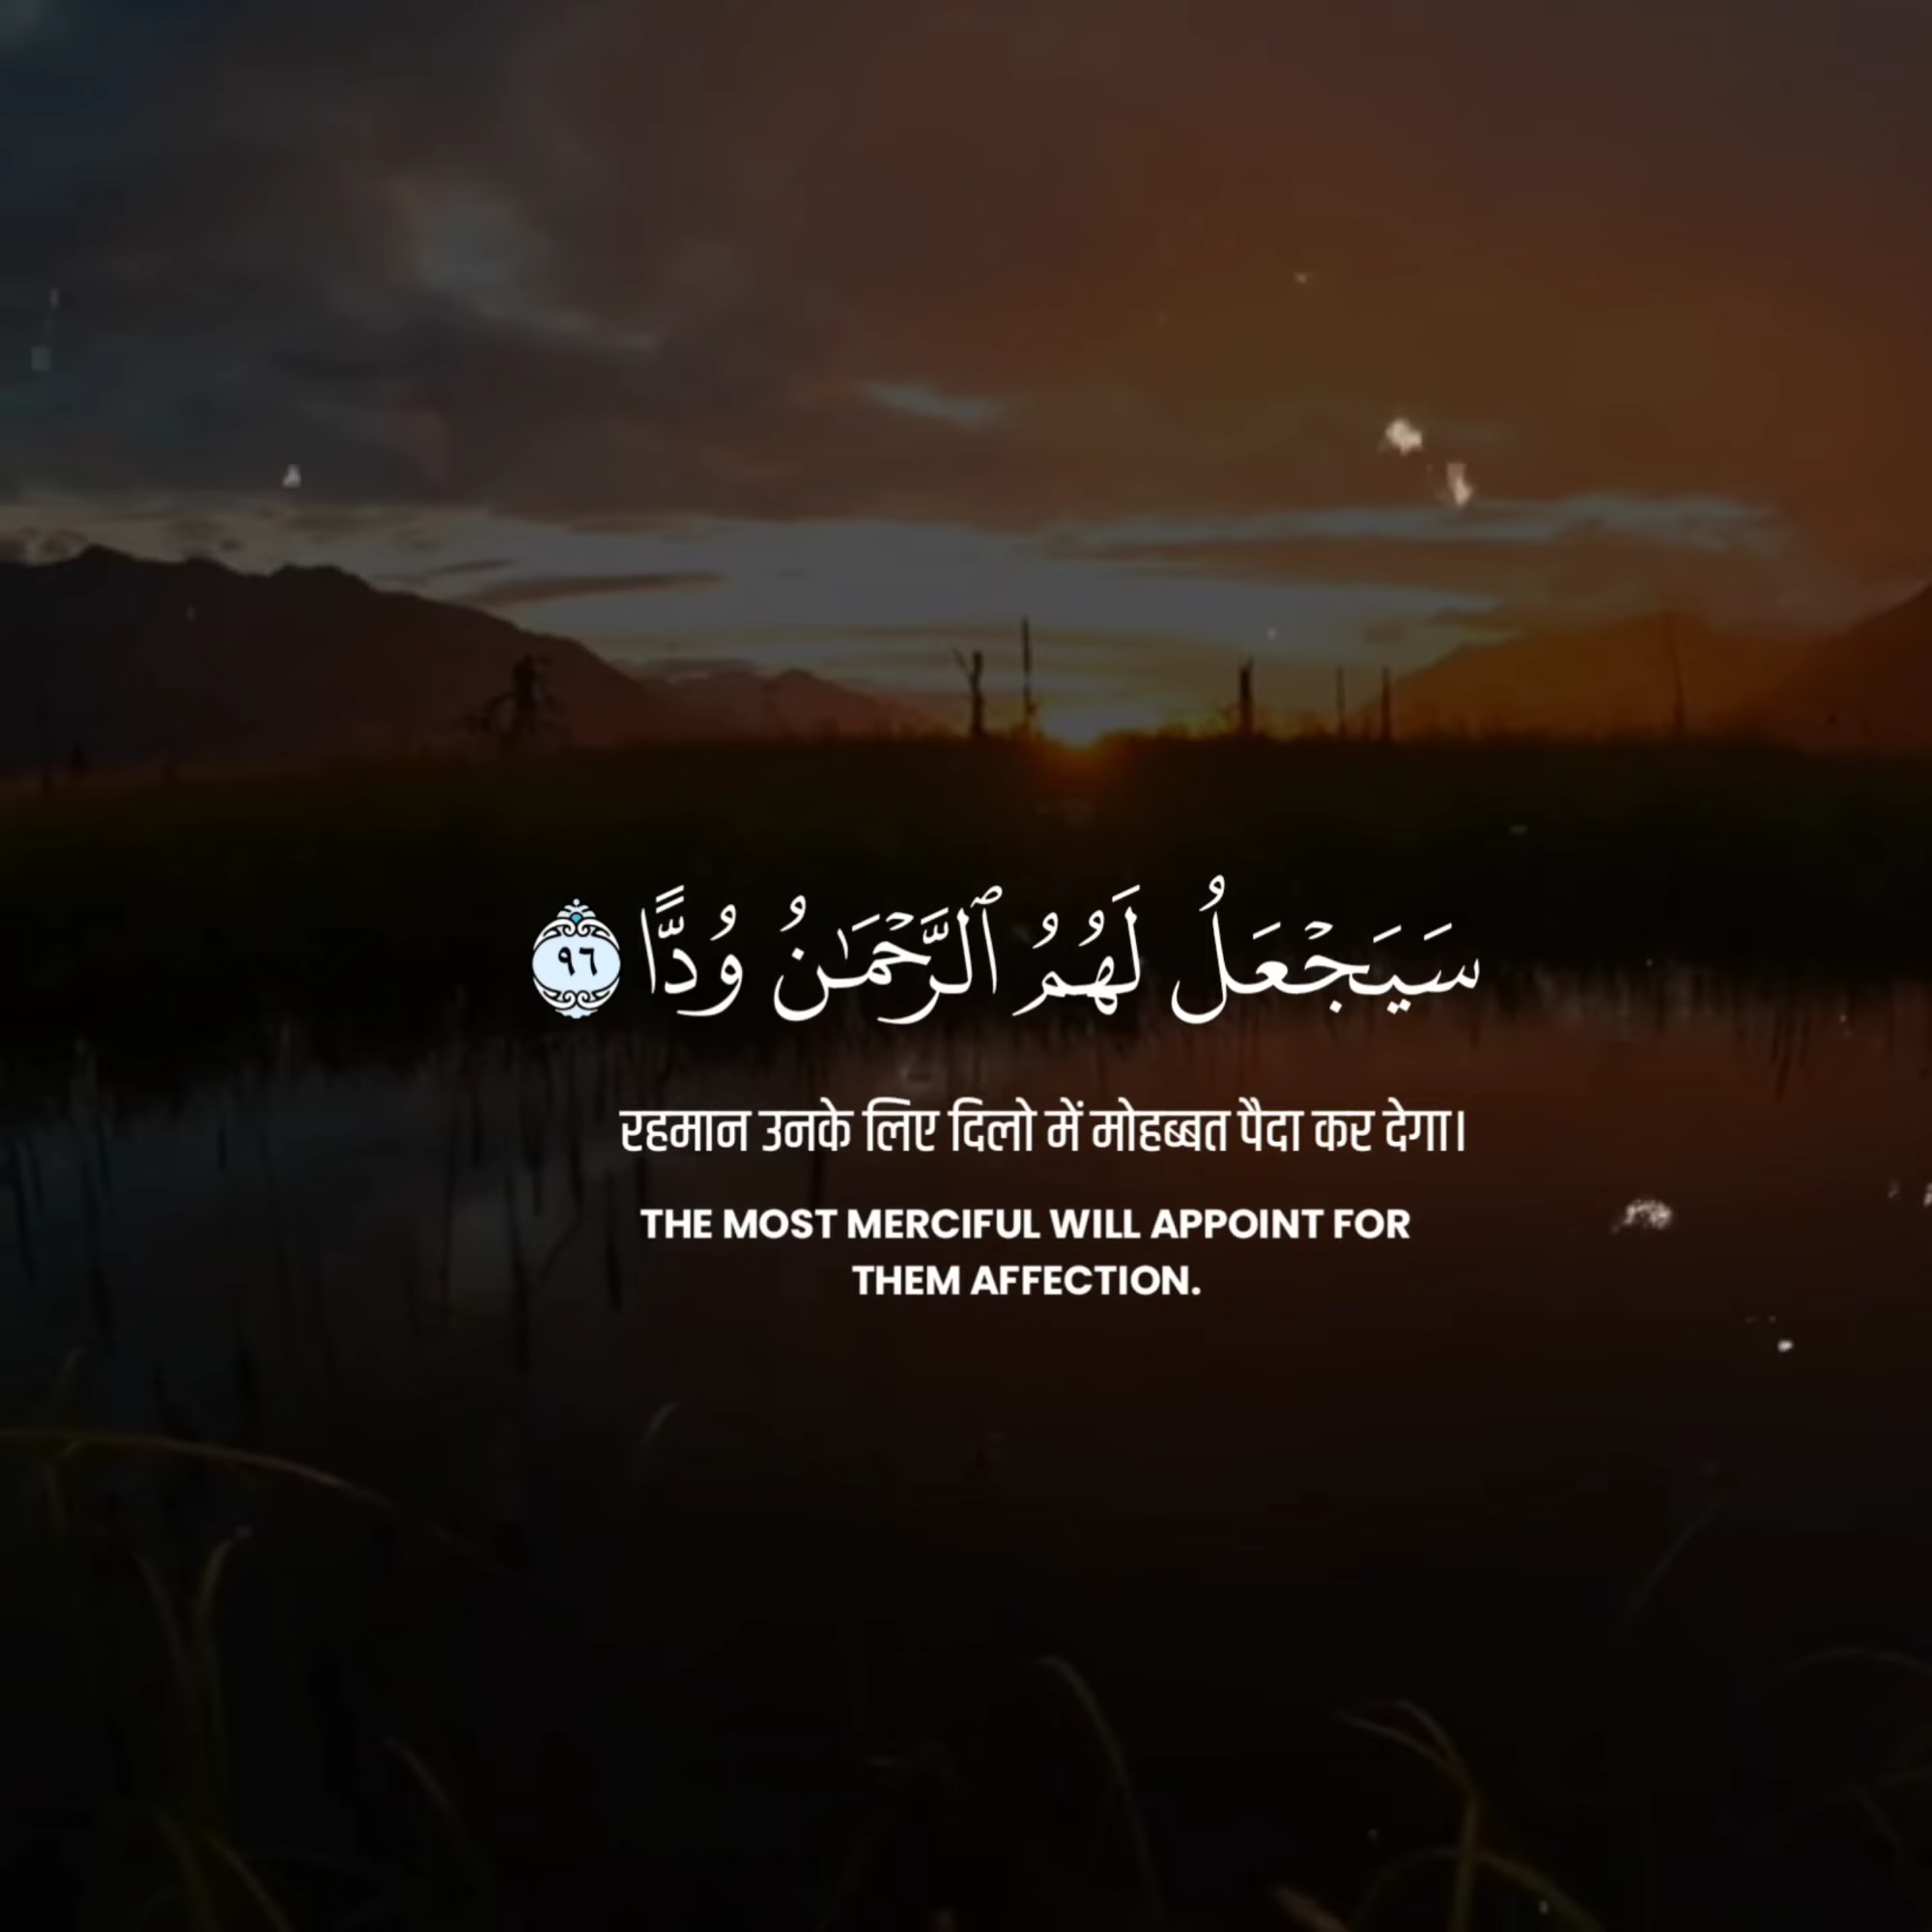 سَيَجْعَلُ لَهُمُ ٱلرَّحْمَـٰنُ وُدًّا ٩٦
रहमान उनके लिए दिलो में मोहब्बत पैदा कर देगा।
THE MOST MERCIFUL WILL APPOINT FOR
THEM AFFECTION.